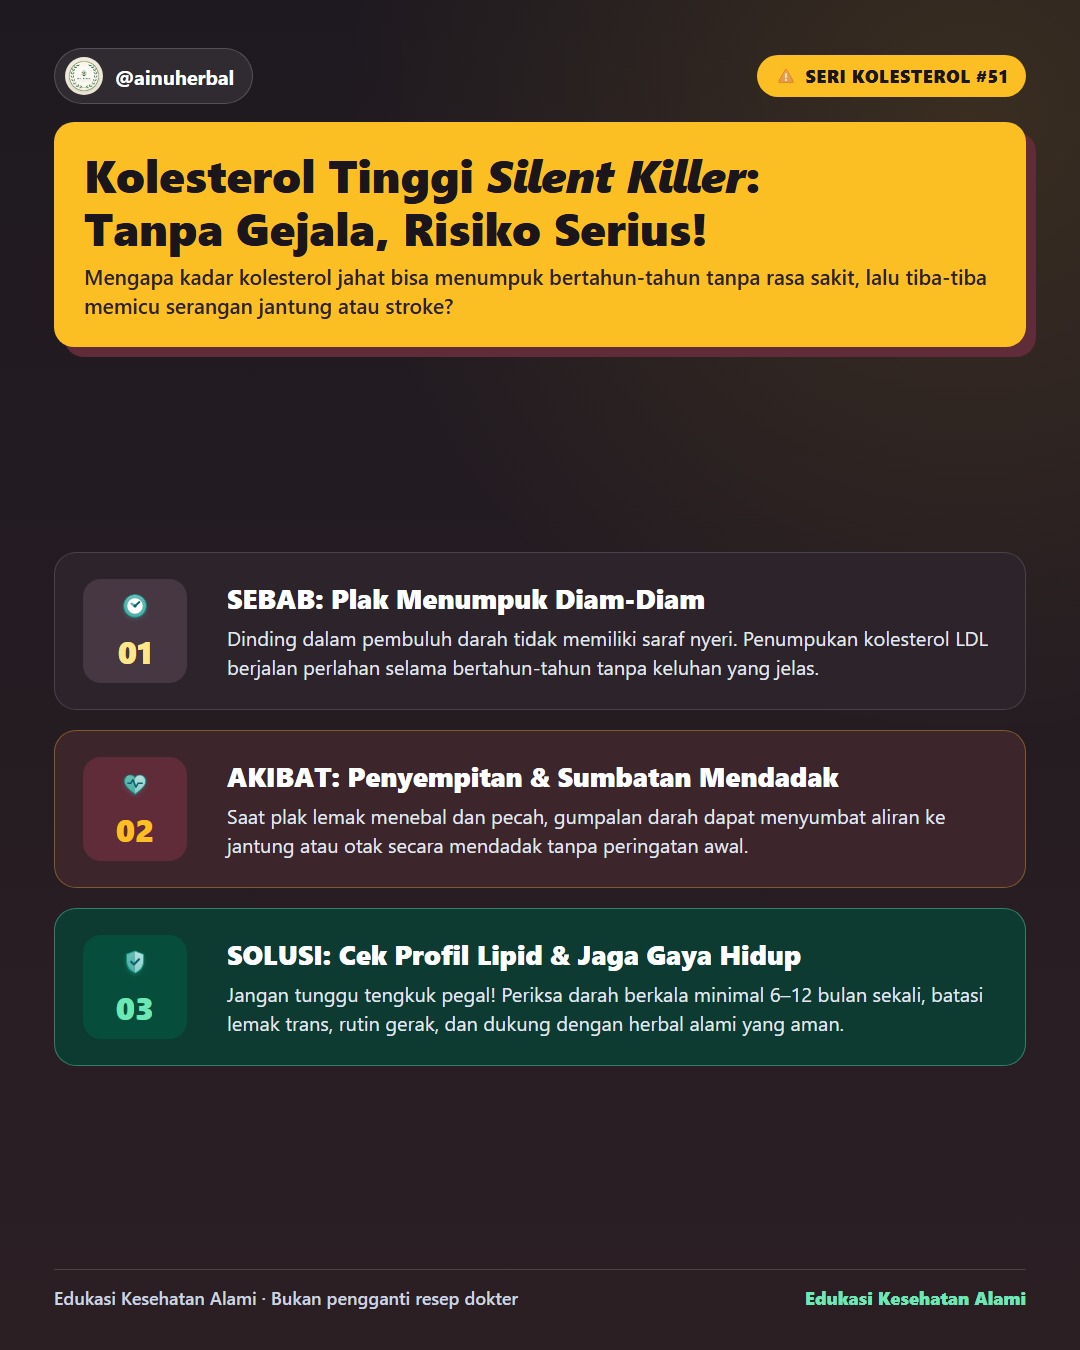 @ainuherbal
SERI KOLESTEROL #51
Kolesterol Tinggi Silent Killer:
Tanpa Gejala, Risiko Serius!
Mengapa kadar kolesterol jahat bisa menumpuk bertahun-tahun tanpa rasa sakit, lalu tiba-tiba
memicu serangan jantung atau stroke?
01
SEBAB: Plak Menumpuk Diam-Diam
Dinding dalam pembuluh darah tidak memiliki saraf nyeri. Penumpukan kolesterol LDL
berjalan perlahan selama bertahun-tahun tanpa keluhan yang jelas.
02
AKIBAT: Penyempitan & Sumbatan Mendadak
Saat plak lemak menebal dan pecah, gumpalan darah dapat menyumbat aliran ke
jantung atau otak secara mendadak tanpa peringatan awal.
03
SOLUSI: Cek Profil Lipid & Jaga Gaya Hidup
Jangan tunggu tengkuk pegal! Periksa darah berkala minimal 6–12 bulan sekali, batasi
lemak trans, rutin gerak, dan dukung dengan herbal alami yang aman.
Edukasi Kesehatan Alami · Bukan pengganti resep dokter
Edukasi Kesehatan Alami